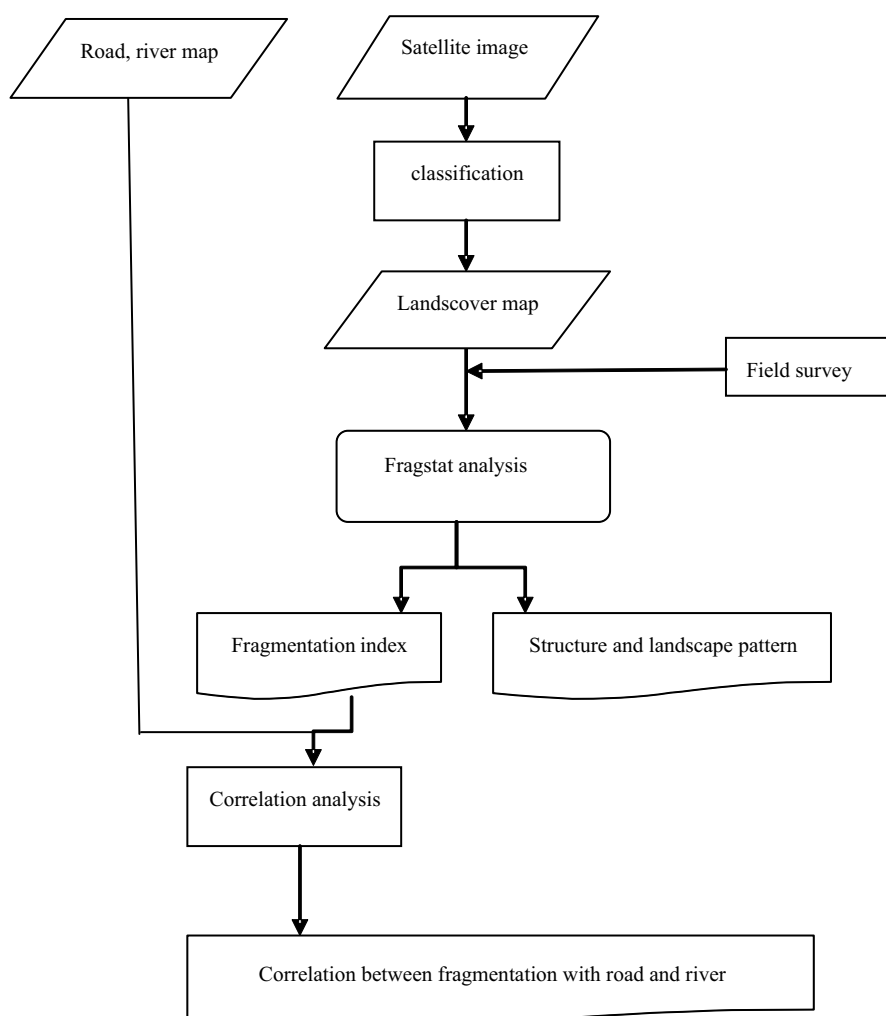 Road, river map
Satellite image
classification
Landscover map
Field survey
Fragstat analysis
Fragmentation index
Structure and landscape pattern
Correlation analysis
Correlation between fragmentation with road and river